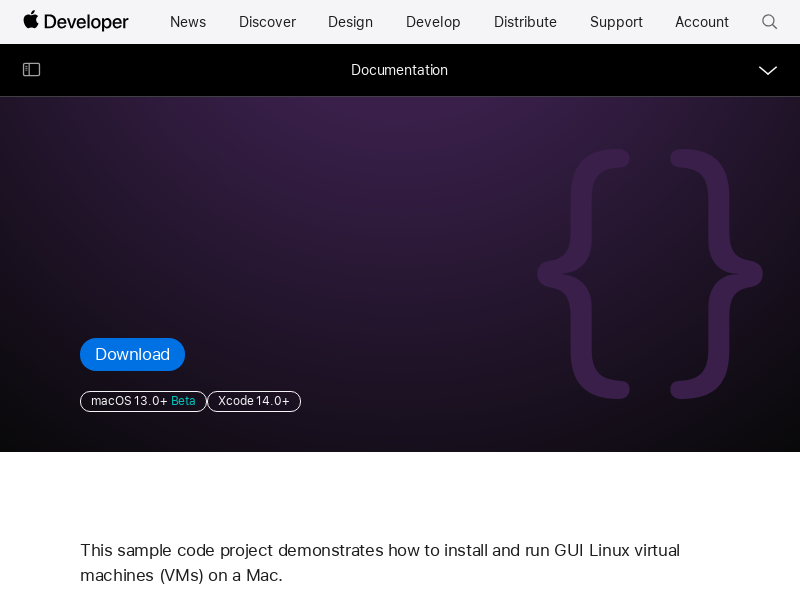 Developer News Discover Design Develop Distribute Support Account
Documentation
{}
Download
macOS 13.0+ Beta Xcode 14.0+
This sample code project demonstrates how to install and run GUI Linux virtual
machines (VMs) on a Mac.